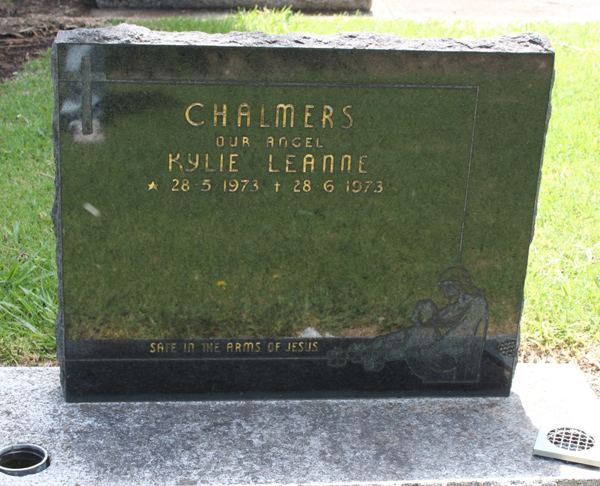 CHALMERS
OUR ANGEL
KYLIE LEANNE
★ 28-5-1973 † 28-6-1973
SAFE IN THE ARMS OF JESUS